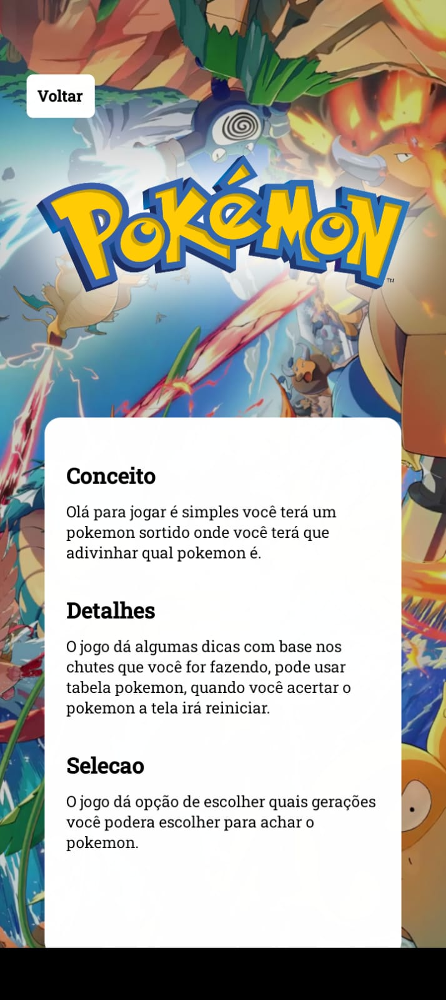 Voltar
Pokémon
TM
Conceito
Olá para jogar é simples você terá um
pokemon sortido onde você terá que
adivinhar qual pokemon é.
Detalhes
O jogo dá algumas dicas com base nos
chutes que você for fazendo, pode usar
tabela pokemon, quando você acertar o
pokemon a tela irá reiniciar.
Selecao
O jogo dá opção de escolher quais gerações
você podera escolher para achar o
pokemon.